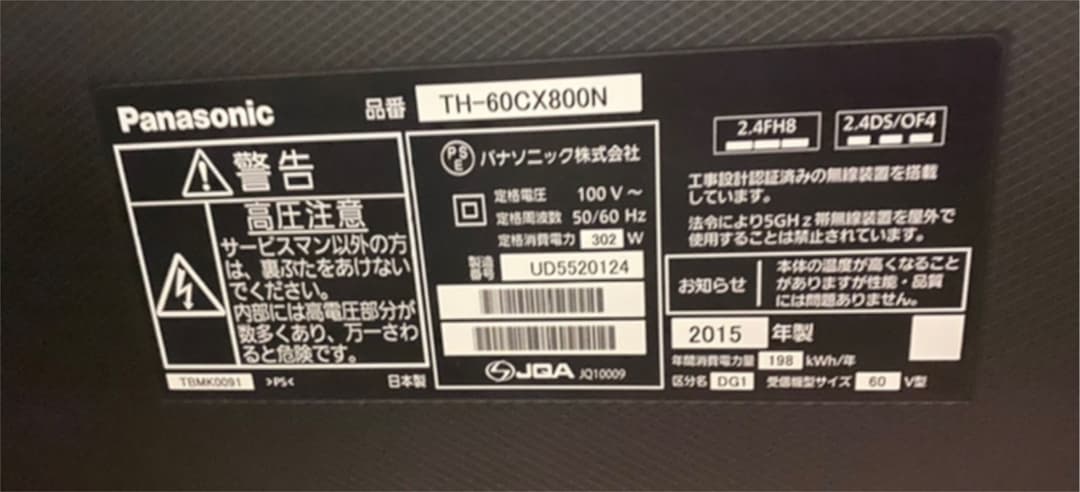 Panasonic
品番 TH-60CX800N
警告
高圧注意
サービスマン以外の方
は、裏ぶたをあけない
でください。
内部には高電圧部分が
数多くあり、万一さわ
ると危険です。
TBMK0091 >PS< 日本製
PSE パナソニック株式会社
定格電圧 100V~
定格周波数 50/60 Hz
定格消費電力 302 W
製造番号 UD5520124
JQA JQ10009
2.4FH8 2.4DS/OF4
工事設計認証済みの無線装置を搭載
しています。
法令により5GHz帯無線装置を屋外で
使用することは禁止されています。
お知らせ
本体の温度が高くなること
がありますが性能・品質
には問題ありません。
2015 年製
年間消費電力量 198 kWh/年
区分名 DG1 受信機型サイズ 60 V型